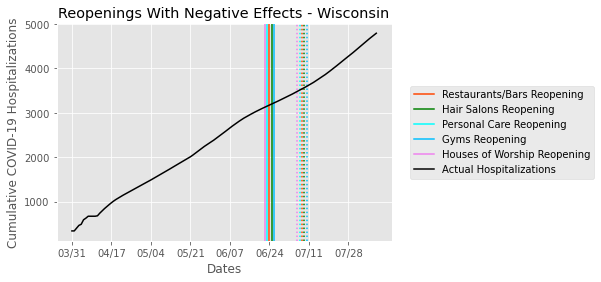 Reopenings With Negative Effects - Wisconsin
Cumulative COVID-19 Hospitalizations
5000
4000
3000
2000
1000
03/31 04/17 05/04 05/21 06/07 06/24 07/11 07/28
Dates
Restaurants/Bars Reopening
Hair Salons Reopening
Personal Care Reopening
Gyms Reopening
Houses of Worship Reopening
Actual Hospitalizations